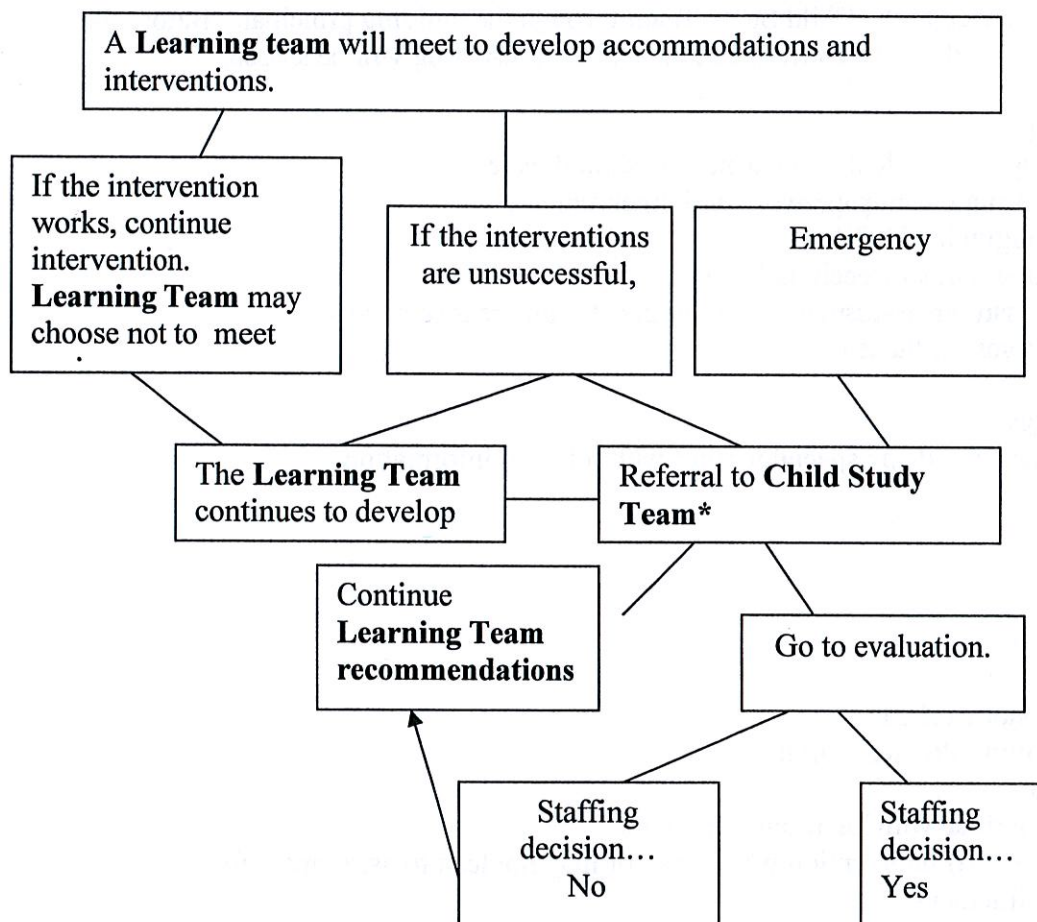 A Learning team will meet to develop accommodations and
interventions.
If the intervention
works, continue
intervention.
Learning Team may
choose not to meet
If the interventions
are unsuccessful,
Emergency
The Learning Team
continues to develop
Referral to Child Study
Team*
Continue
Learning Team
recommendations
Go to evaluation.
Staffing
decision…
No
Staffing
decision…
Yes